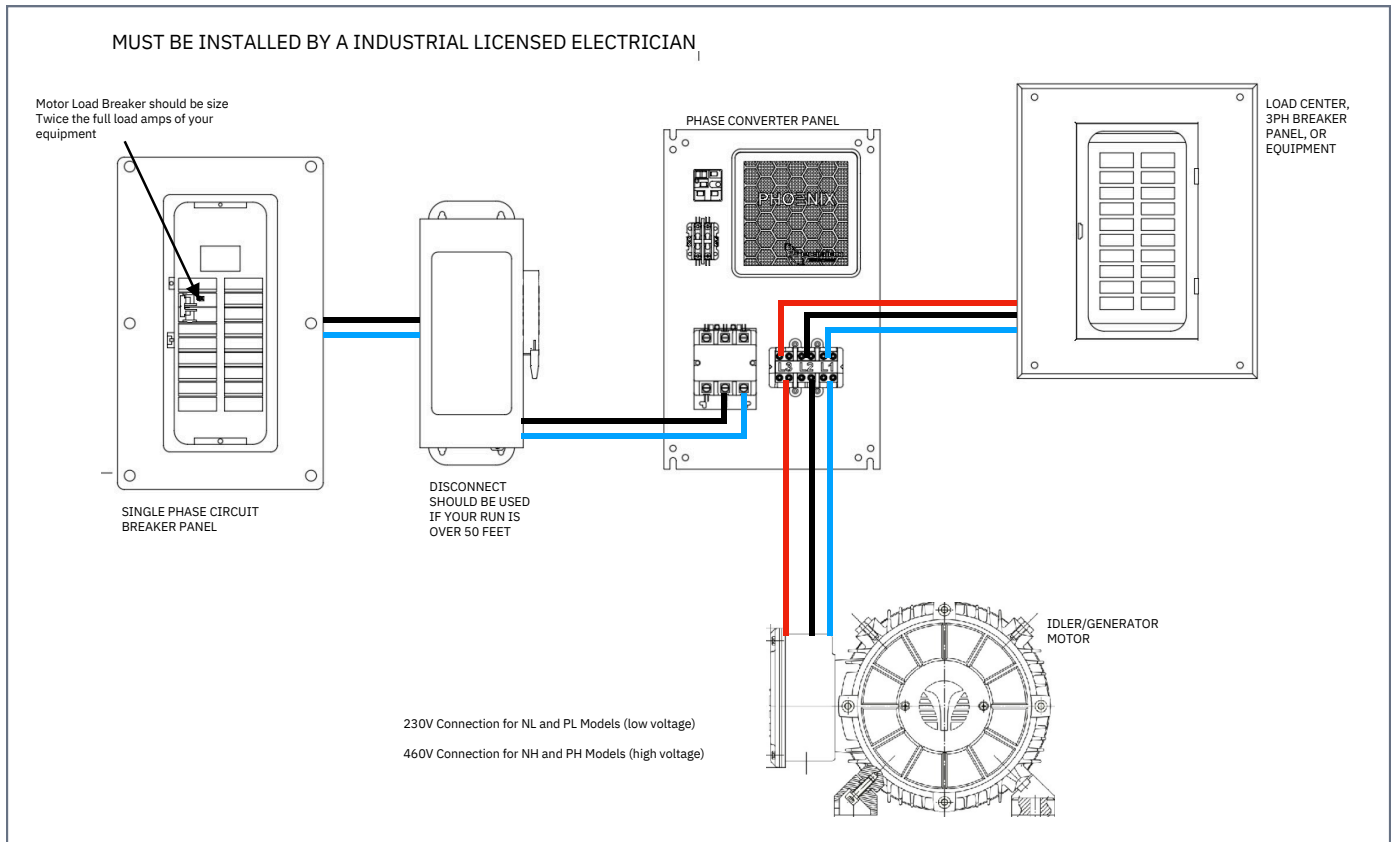 MUST BE INSTALLED BY A INDUSTRIAL LICENSED ELECTRICIAN
Motor Load Breaker should be size
Twice the full load amps of your
equipment
PHASE CONVERTER PANEL
LOAD CENTER,
3PH BREAKER
PANEL, OR
EQUIPMENT
PHOENIX
L3 L2 L1
DISCONNECT
SHOULD BE USED
IF YOUR RUN IS
OVER 50 FEET
SINGLE PHASE CIRCUIT
BREAKER PANEL
IDLER/GENERATOR
MOTOR
230V Connection for NL and PL Models (low voltage)
460V Connection for NH and PH Models (high voltage)